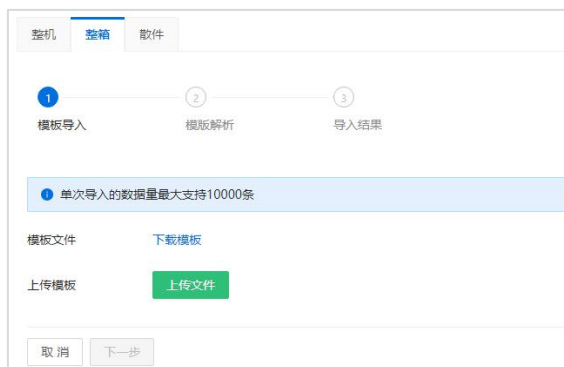 整机 整箱 散件
1 2 3
模板导入 模版解析 导入结果
单次导入的数据量最大支持10000条
模板文件 下载模板
上传模板 上传文件
取消 下一步